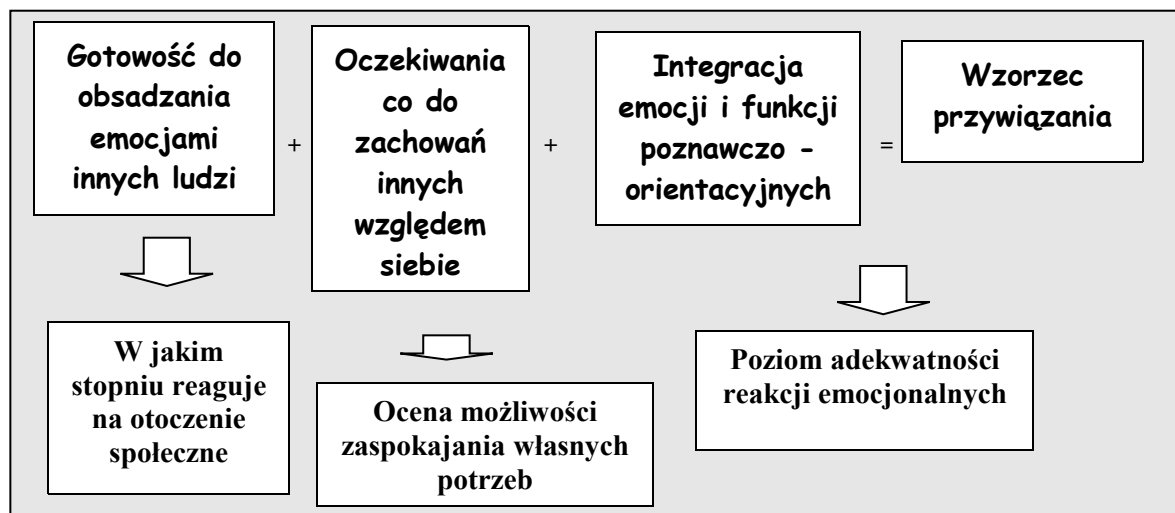 Gotowość do
obsadzania
emocjami
innych ludzi
+
Oczekiwania
co do
zachowań
innych
względem
siebie
+
Integracja
emocji i funkcji
poznawczo -
orientacyjnych
=
Wzorzec
przywiązania
W jakim
stopniu reaguje
na otoczenie
społeczne
Ocena możliwości
zaspokajania własnych
potrzeb
Poziom adekwatności
reakcji emocjonalnych